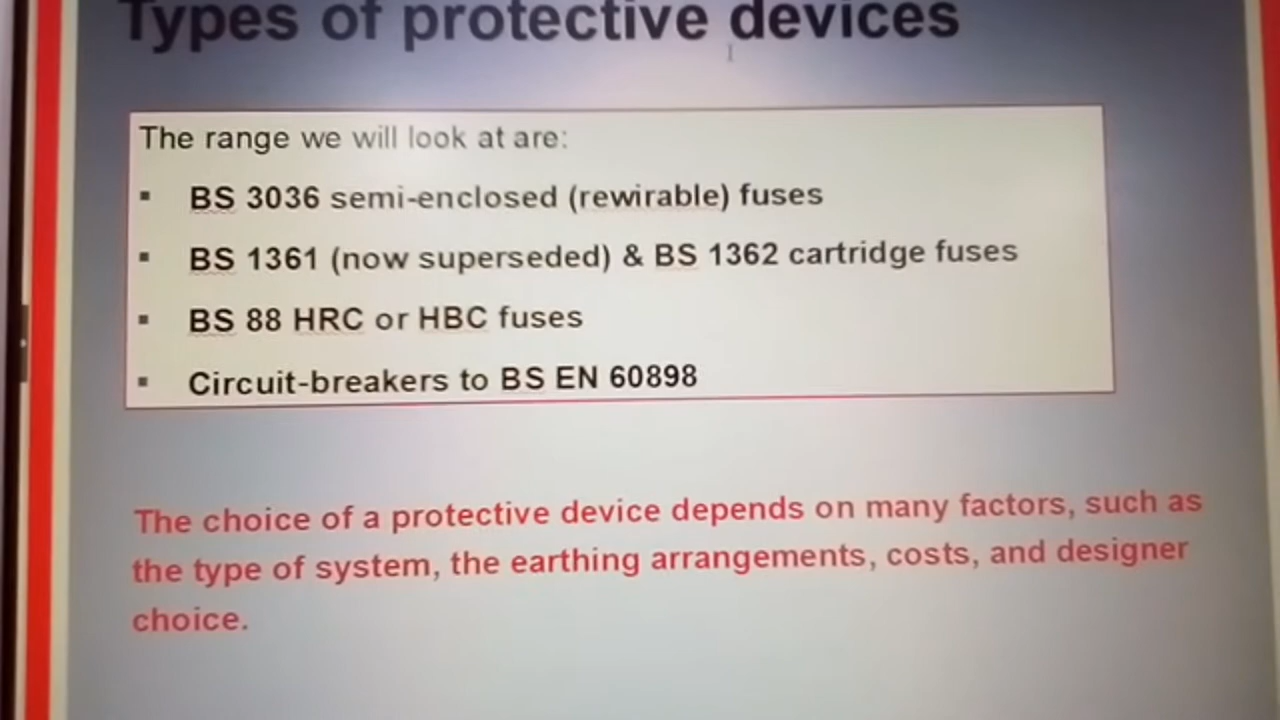 Types of protective devices
The range we will look at are:
▪ BS 3036 semi-enclosed (rewirable) fuses
▪ BS 1361 (now superseded) & BS 1362 cartridge fuses
▪ BS 88 HRC or HBC fuses
▪ Circuit-breakers to BS EN 60898
The choice of a protective device depends on many factors, such as
the type of system, the earthing arrangements, costs, and designer
choice.